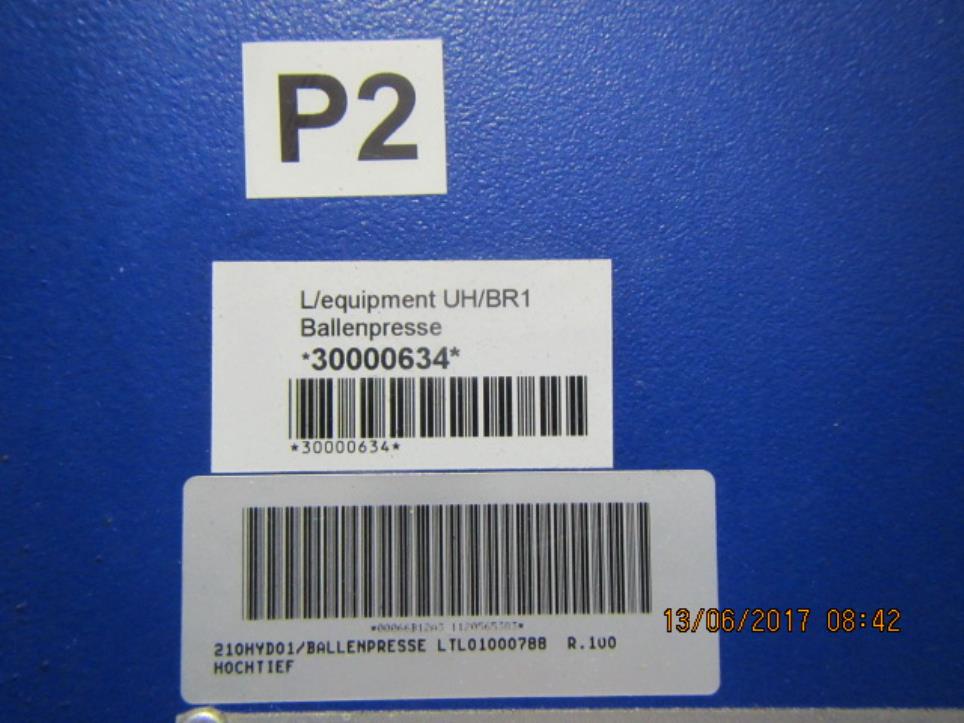 P2
L/equipment UH/BR1
Ballenpresse
*30000634*
*30000634*
210HYD01/BALLENPRESSE LTL01000788 R.100
HOCHTIEF
13/06/2017 08:42